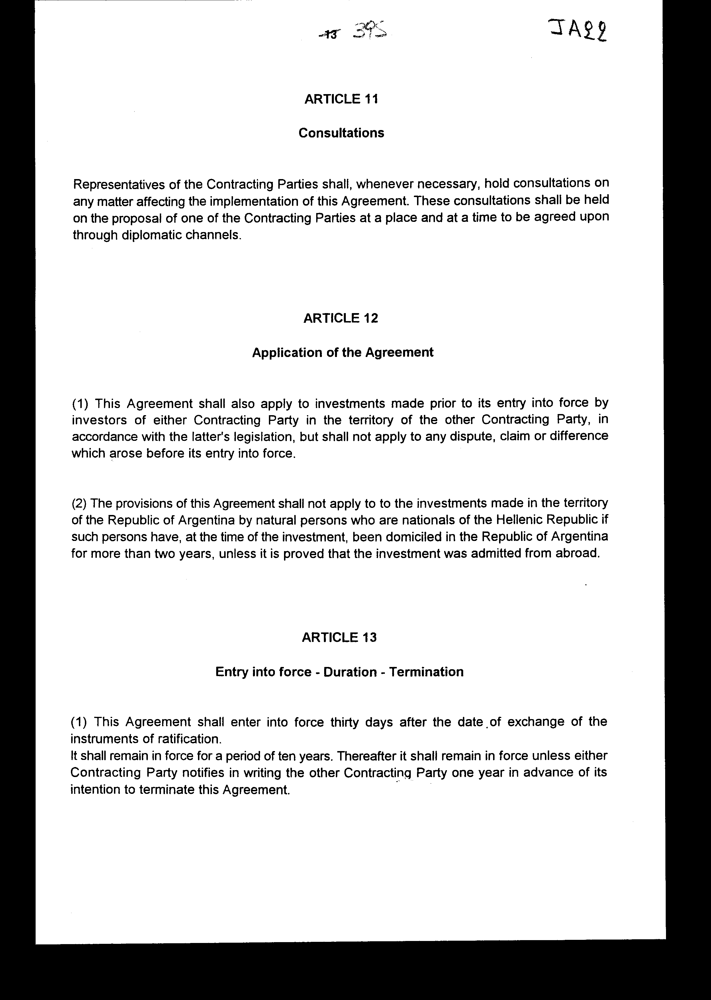 13 395 JA22
ARTICLE 11
Consultations
Representatives of the Contracting Parties shall, whenever necessary, hold consultations on
any matter affecting the implementation of this Agreement. These consultations shall be held
on the proposal of one of the Contracting Parties at a place and at a time to be agreed upon
through diplomatic channels.
ARTICLE 12
Application of the Agreement
(1) This Agreement shall also apply to investments made prior to its entry into force by
investors of either Contracting Party in the territory of the other Contracting Party, in
accordance with the latter's legislation, but shall not apply to any dispute, claim or difference
which arose before its entry into force.
(2) The provisions of this Agreement shall not apply to to the investments made in the territory
of the Republic of Argentina by natural persons who are nationals of the Hellenic Republic if
such persons have, at the time of the investment, been domiciled in the Republic of Argentina
for more than two years, unless it is proved that the investment was admitted from abroad.
ARTICLE 13
Entry into force - Duration - Termination
(1) This Agreement shall enter into force thirty days after the date of exchange of the
instruments of ratification.
It shall remain in force for a period of ten years. Thereafter it shall remain in force unless either
Contracting Party notifies in writing the other Contracting Party one year in advance of its
intention to terminate this Agreement.